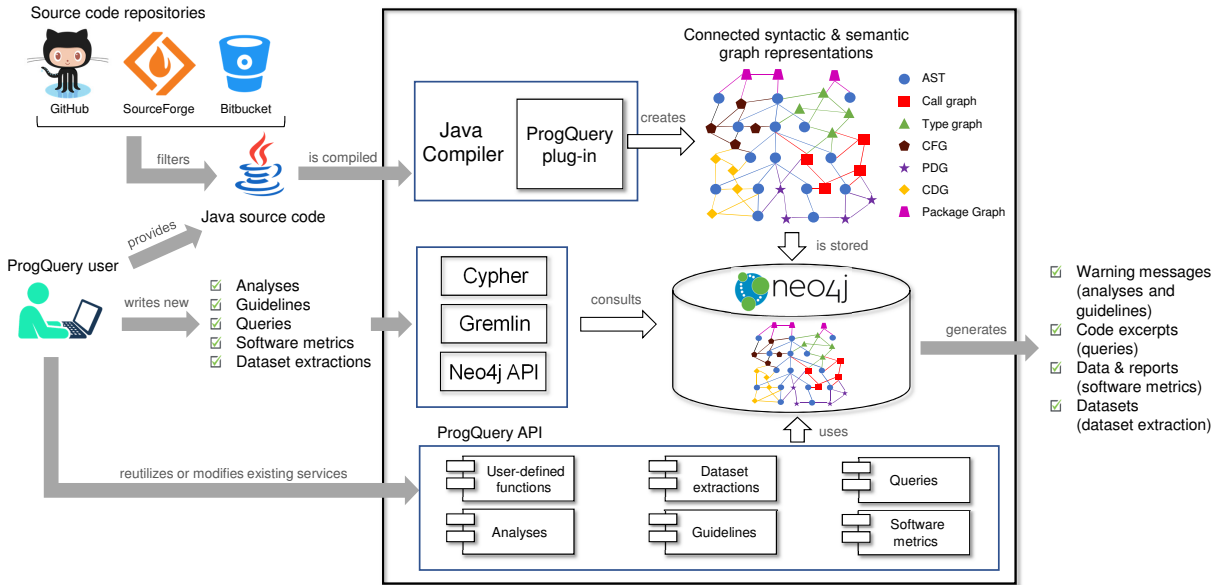 Source code repositories
GitHub
SourceForge
Bitbucket
filters
Java
Java source code
is compiled
provides
ProgQuery user
writes new
Analyses
Guidelines
Queries
Software metrics
Dataset extractions
reutilizes or modifies existing services
Java
Compiler
ProgQuery
plug-in
creates
Connected syntactic & semantic
graph representations
AST
Call graph
Type graph
CFG
PDG
CDG
Package Graph
is stored
Cypher
Gremlin
Neo4j API
consults
neo4j
generates
Warning messages
(analyses and
guidelines)
Code excerpts
(queries)
Data & reports
(software metrics)
Datasets
(dataset extraction)
uses
ProgQuery API
User-defined
functions
Dataset
extractions
Queries
Analyses
Guidelines
Software
metrics